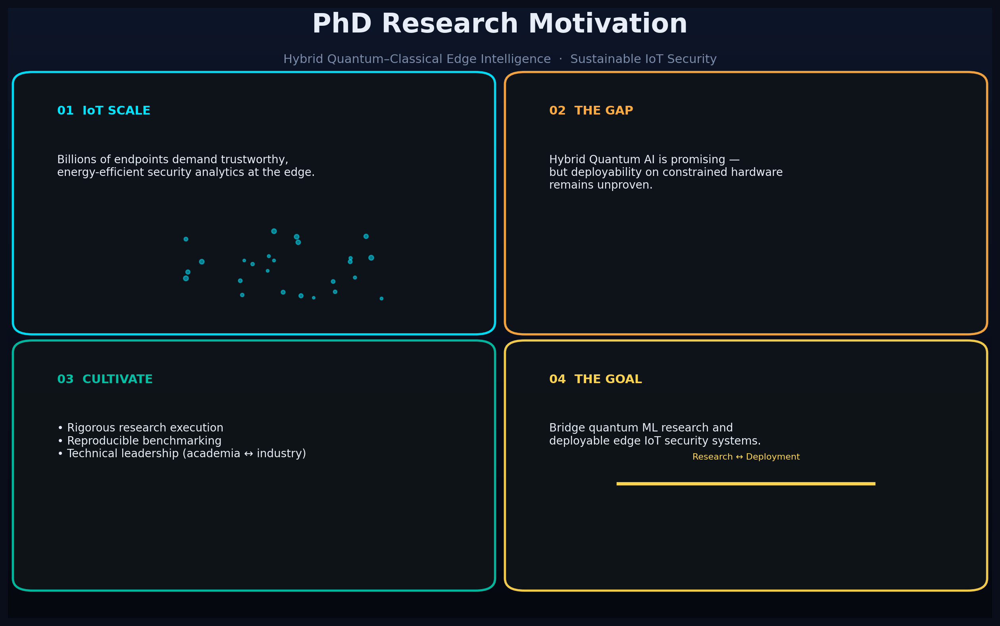 PhD Research Motivation
Hybrid Quantum–Classical Edge Intelligence · Sustainable IoT Security
01 IoT SCALE
Billions of endpoints demand trustworthy,
energy-efficient security analytics at the edge.
02 THE GAP
Hybrid Quantum AI is promising —
but deployability on constrained hardware
remains unproven.
03 CULTIVATE
• Rigorous research execution
• Reproducible benchmarking
• Technical leadership (academia ↔ industry)
04 THE GOAL
Bridge quantum ML research and
deployable edge IoT security systems.
Research ↔ Deployment